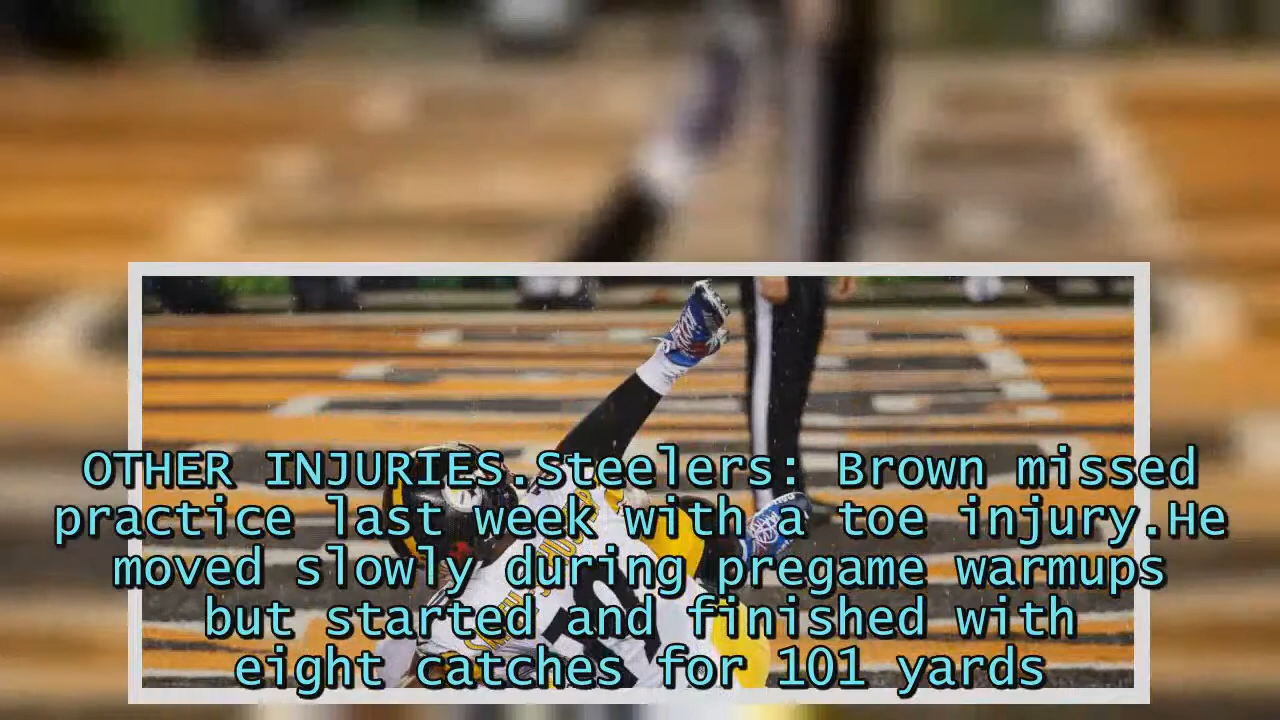 OTHER INJURIES.Steelers: Brown missed
practice last week with a toe injury.He
moved slowly during pregame warmups
but started and finished with
eight catches for 101 yards